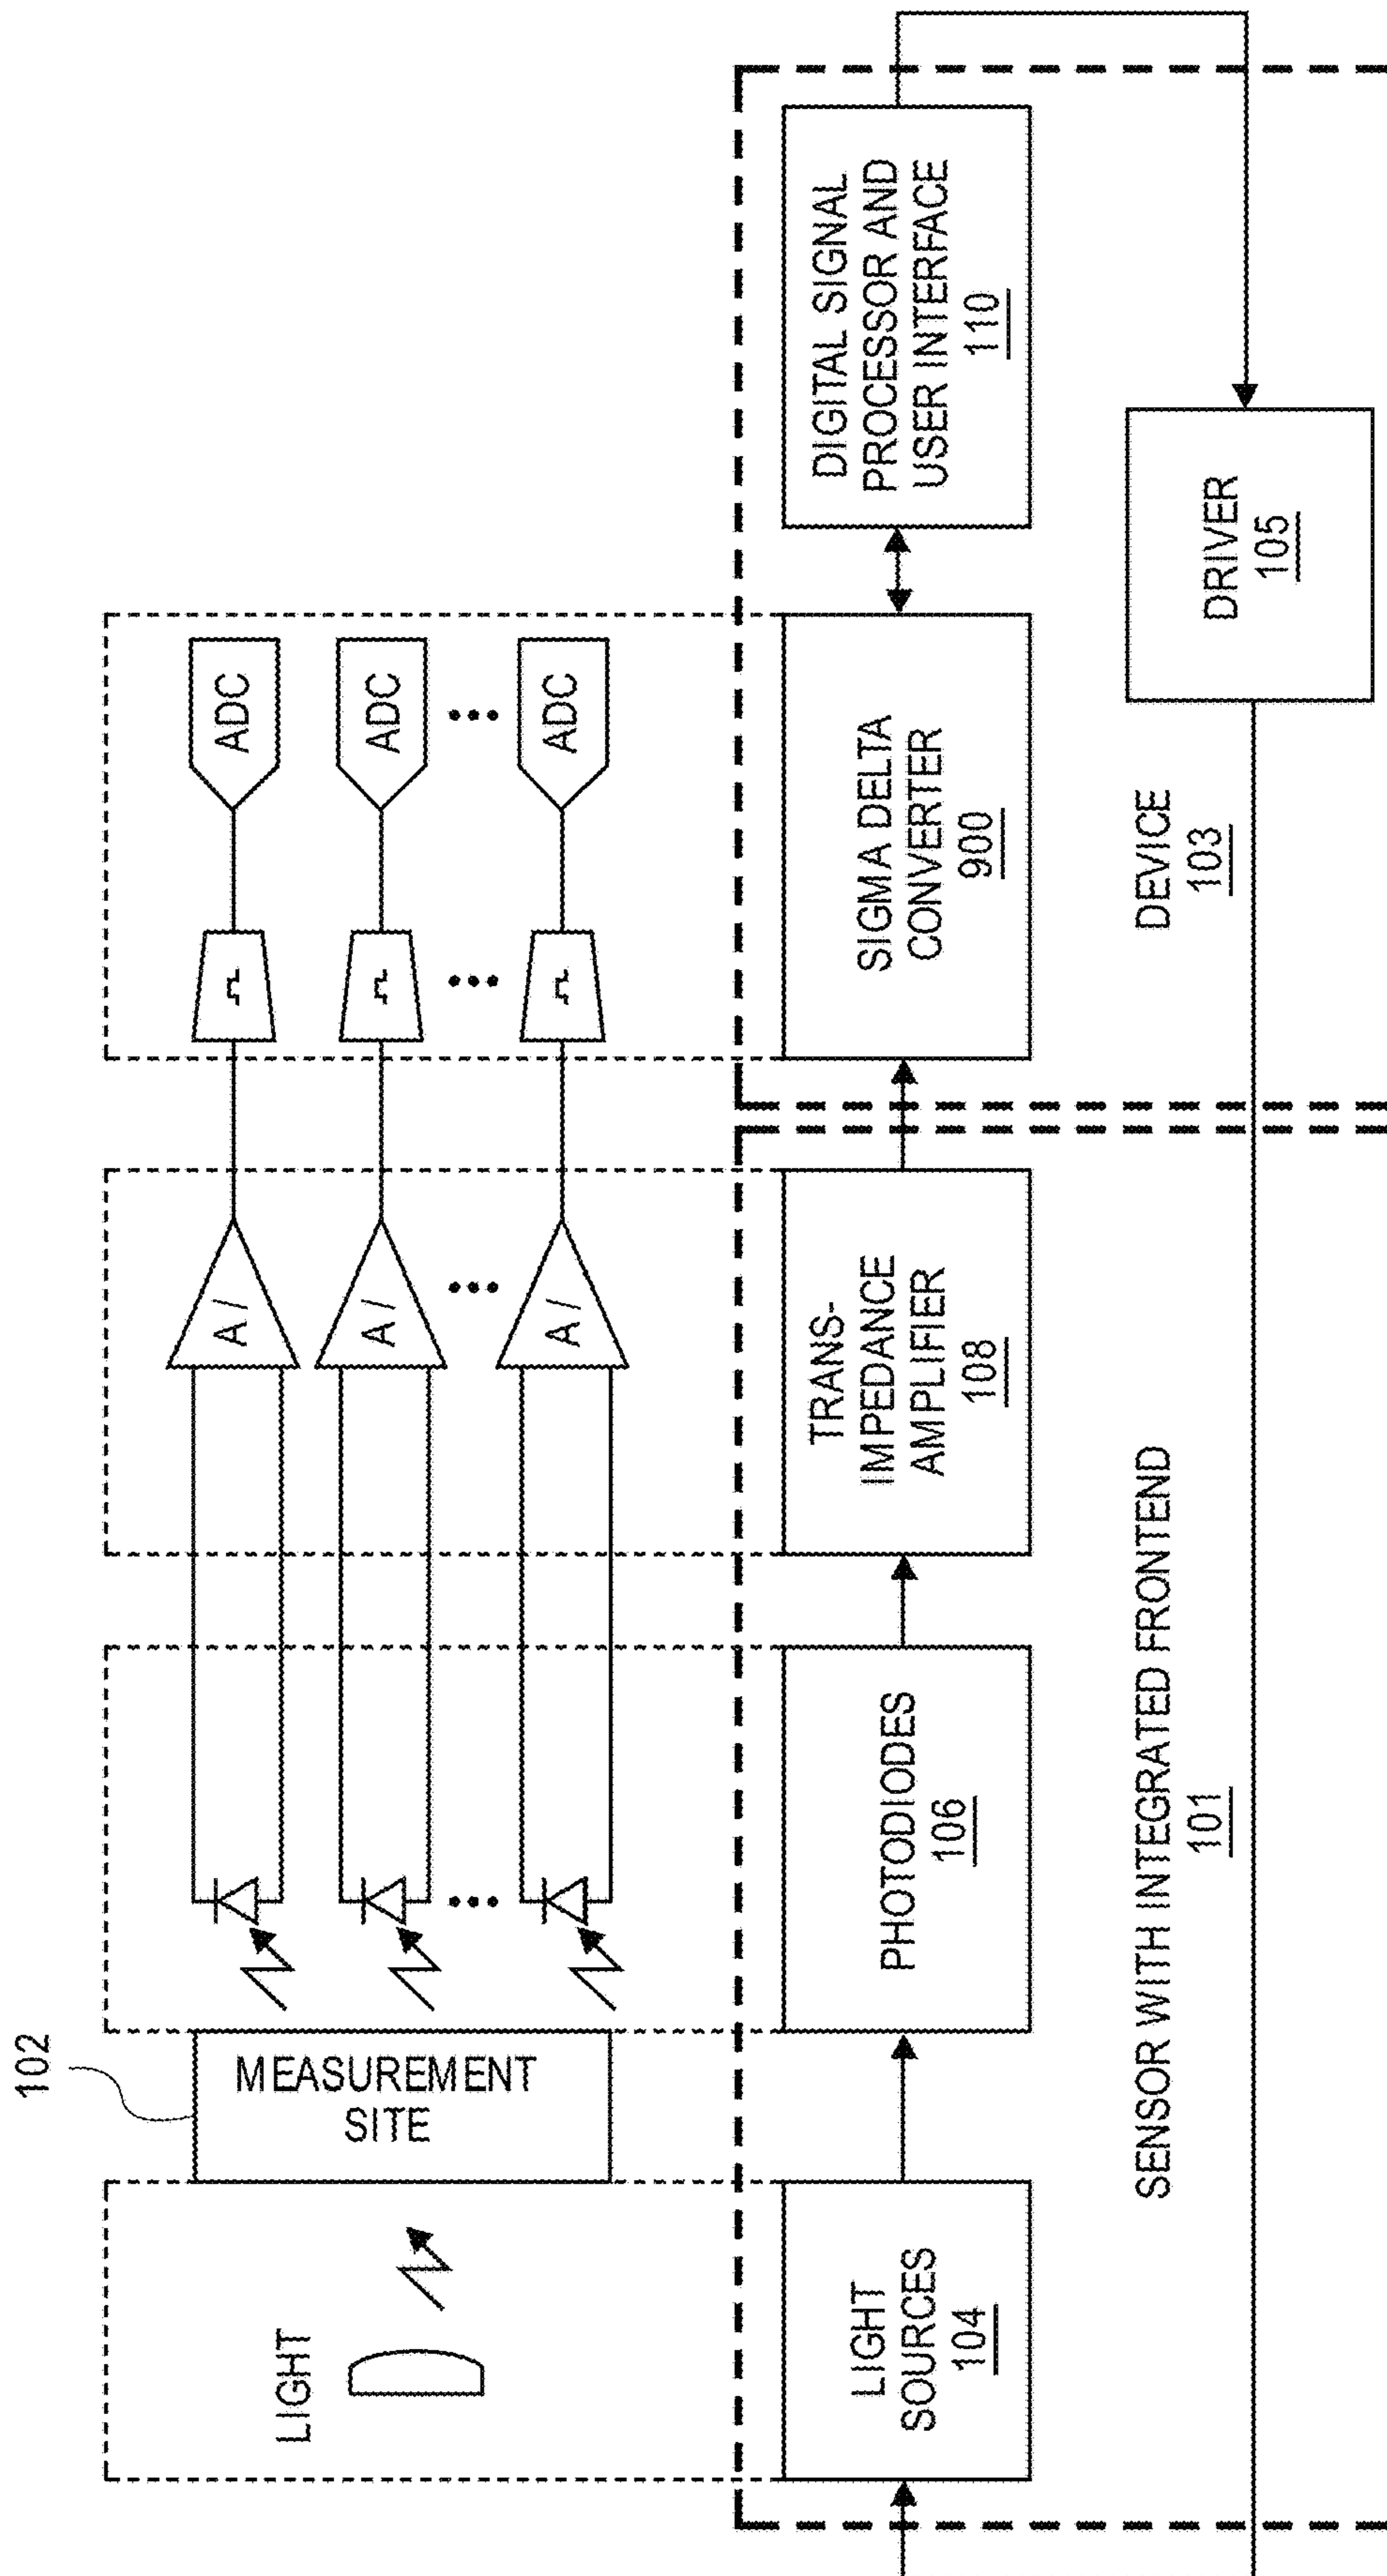 102
LIGHT
MEASUREMENT
SITE
A /
A /
A /
ADC
ADC
ADC
LIGHT
SOURCES
104
PHOTODIODES
106
TRANS-
IMPEDANCE
AMPLIFIER
108
SIGMA DELTA
CONVERTER
900
DIGITAL SIGNAL
PROCESSOR AND
USER INTERFACE
110
SENSOR WITH INTEGRATED FRONTEND
101
DEVICE
103
DRIVER
105